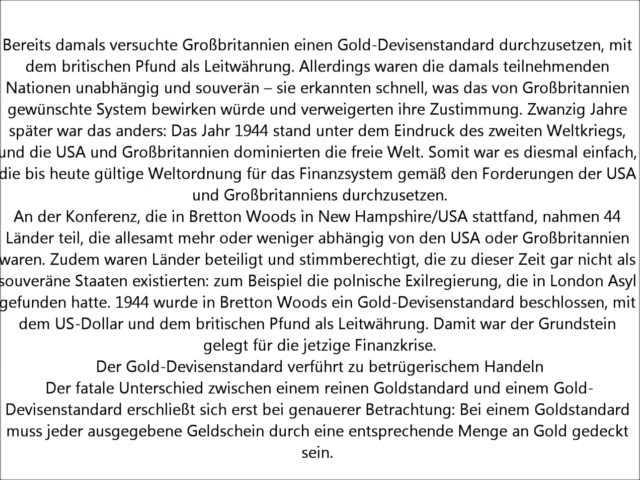 Bereits damals versuchte Großbritannien einen Gold-Devisenstandard durchzusetzen, mit
dem britischen Pfund als Leitwährung. Allerdings waren die damals teilnehmenden
Nationen unabhängig und souverän – sie erkannten schnell, was das von Großbritannien
gewünschte System bewirken würde und verweigerten ihre Zustimmung. Zwanzig Jahre
später war das anders: Das Jahr 1944 stand unter dem Eindruck des zweiten Weltkriegs,
und die USA und Großbritannien dominierten die freie Welt. Somit war es diesmal einfach,
die bis heute gültige Weltordnung für das Finanzsystem gemäß den Forderungen der USA
und Großbritanniens durchzusetzen.
An der Konferenz, die in Bretton Woods in New Hampshire/USA stattfand, nahmen 44
Länder teil, die allesamt mehr oder weniger abhängig von den USA oder Großbritannien
waren. Zudem waren Länder beteiligt und stimmberechtigt, die zu dieser Zeit gar nicht als
souveräne Staaten existierten: zum Beispiel die polnische Exilregierung, die in London Asyl
gefunden hatte. 1944 wurde in Bretton Woods ein Gold-Devisenstandard beschlossen, mit
dem US-Dollar und dem britischen Pfund als Leitwährung. Damit war der Grundstein
gelegt für die jetzige Finanzkrise.
Der Gold-Devisenstandard verführt zu betrügerischem Handeln
Der fatale Unterschied zwischen einem reinen Goldstandard und einem Gold-
Devisenstandard erschließt sich erst bei genauerer Betrachtung: Bei einem Goldstandard
muss jeder ausgegebene Geldschein durch eine entsprechende Menge an Gold gedeckt
sein.